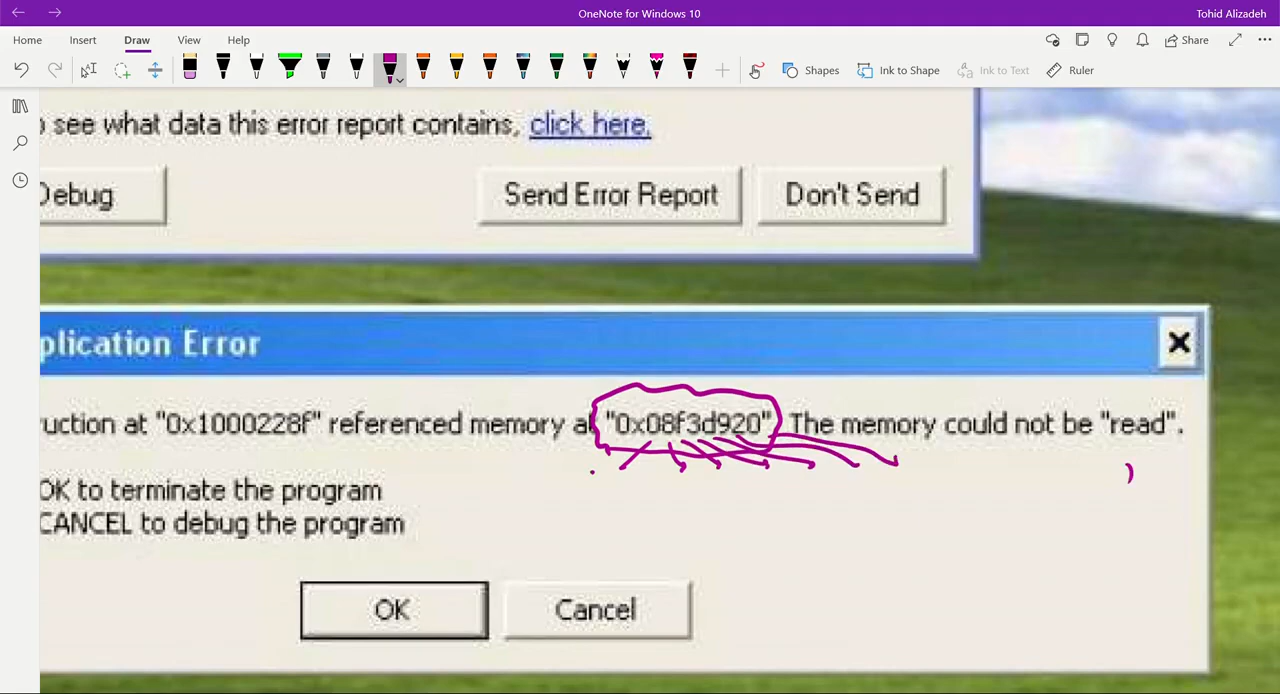 OneNote for Windows 10
Tohid Alizadeh
Home Insert Draw View Help
Share
Shapes Ink to Shape Ink to Text Ruler
see what data this error report contains, click here.
Debug Send Error Report Don't Send
plication Error
ruction at "0x1000228f" referenced memory at "0x08f3d920". The memory could not be "read".
OK to terminate the program
CANCEL to debug the program
OK Cancel